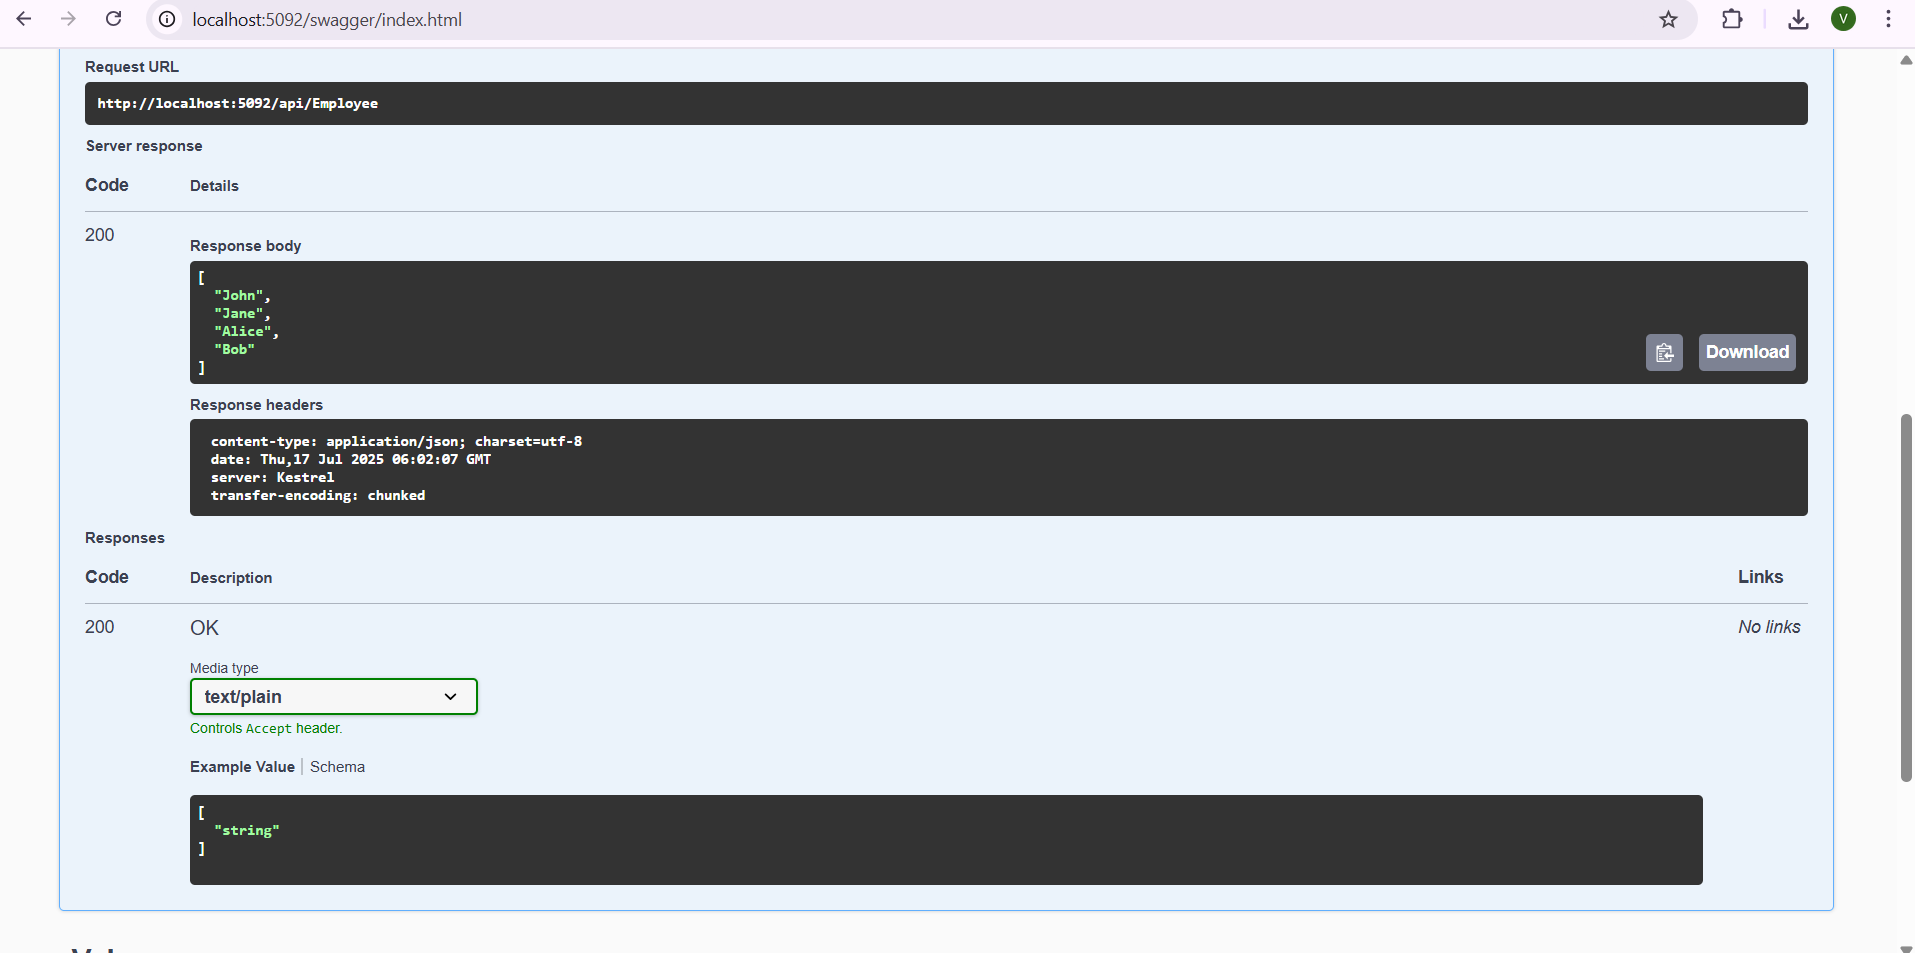 localhost:5092/swagger/index.html
V
Request URL
http://localhost:5092/api/Employee
Server response
Code Details
200
Response body
[
"John",
"Jane",
"Alice",
"Bob"
]
Download
Response headers
content-type: application/json; charset=utf-8
date: Thu,17 Jul 2025 06:02:07 GMT
server: Kestrel
transfer-encoding: chunked
Responses
Code Description Links
200 OK No links
Media type
text/plain
Controls Accept header.
Example Value | Schema
[
"string"
]